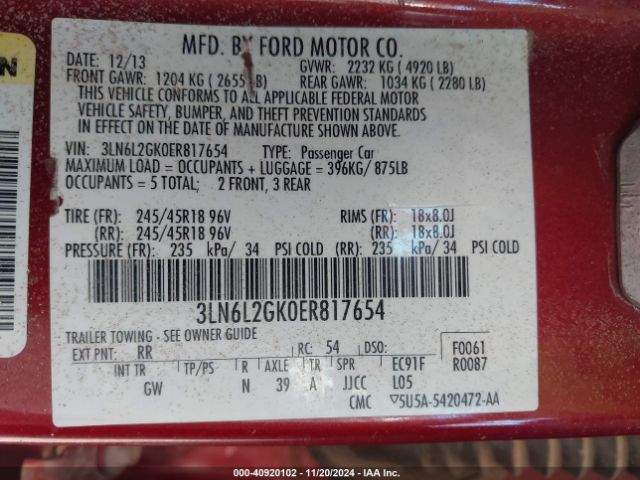 MFD. BY FORD MOTOR CO.
DATE: 12/13 GVWR: 2232 KG ( 4920 LB)
FRONT GAWR: 1204 KG ( 2655 LB) REAR GAWR: 1034 KG ( 2280 LB)
THIS VEHICLE CONFORMS TO ALL APPLICABLE FEDERAL MOTOR
VEHICLE SAFETY, BUMPER, AND THEFT PREVENTION STANDARDS
IN EFFECT ON THE DATE OF MANUFACTURE SHOWN ABOVE.
VIN: 3LN6L2GK0ER817654 TYPE: Passenger Car
MAXIMUM LOAD = OCCUPANTS + LUGGAGE = 396KG/ 875LB
OCCUPANTS = 5 TOTAL; 2 FRONT, 3 REAR
TIRE (FR): 245/45R18 96V RIMS (FR): 18x8.0J
(RR): 245/45R18 96V (RR): 18x8.0J
PRESSURE (FR): 235 kPa/ 34 PSI COLD (RR): 235 kPa/ 34 PSI COLD
3LN6L2GK0ER817654
TRAILER TOWING - SEE OWNER GUIDE
EXT PNT: RR RC: 54 DSO: F0061
INT TR TP/PS R AXLE TR SPR EC91F R0087
GW N 39 A JJCC L05
CMC ▽5U5A-5420472-AA
000-40920102 - 11/20/2024 - IAA Inc.